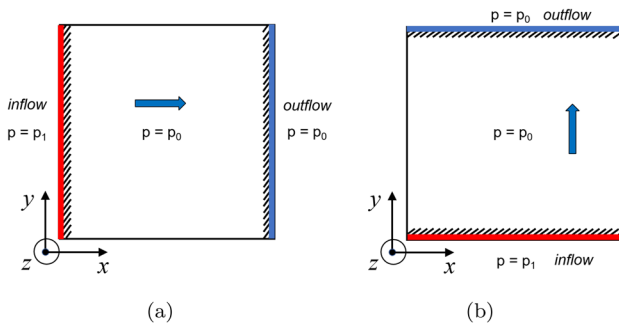 inflow
p = p₁
p = p₀
outflow
p = p₀
y
z
x
(a)
p = p₀ outflow
p = p₀
y
z
x
p = p₁ inflow
(b)